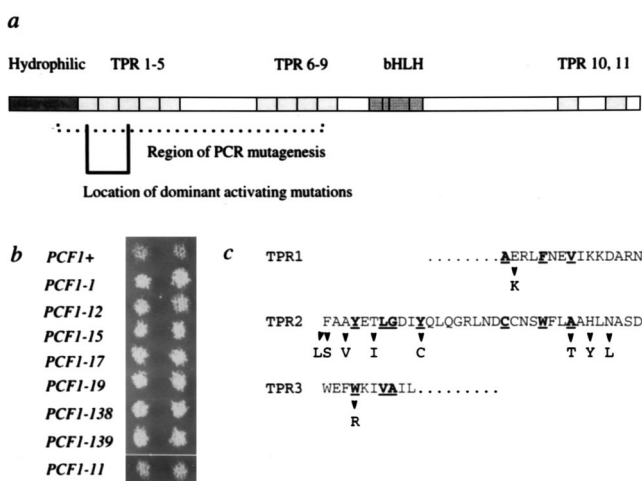 a
Hydrophilic TPR 1-5 TPR 6-9 bHLH TPR 10, 11
Region of PCR mutagenesis
Location of dominant activating mutations
b
PCF1+
PCF1-1
PCF1-12
PCF1-15
PCF1-17
PCF1-19
PCF1-138
PCF1-139
PCF1-11
c
TPR1 ........AERLFNEVIKKDARN
K
TPR2 FAAYETLGDIYQLQGRLNDCCNSWFLAAHLNASD
LS V I C T Y L
TPR3 WEFWKIVAIL.........
R